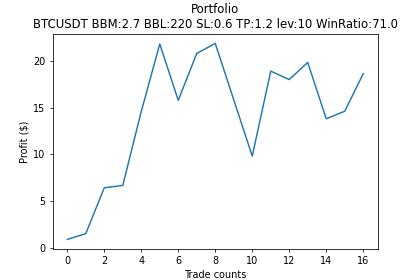 Portfolio
BTCUSDT BBM:2.7 BBL:220 SL:0.6 TP:1.2 lev:10 WinRatio:71.0
20
15
10
5
0
Profit ($)
0 2 4 6 8 10 12 14 16
Trade counts